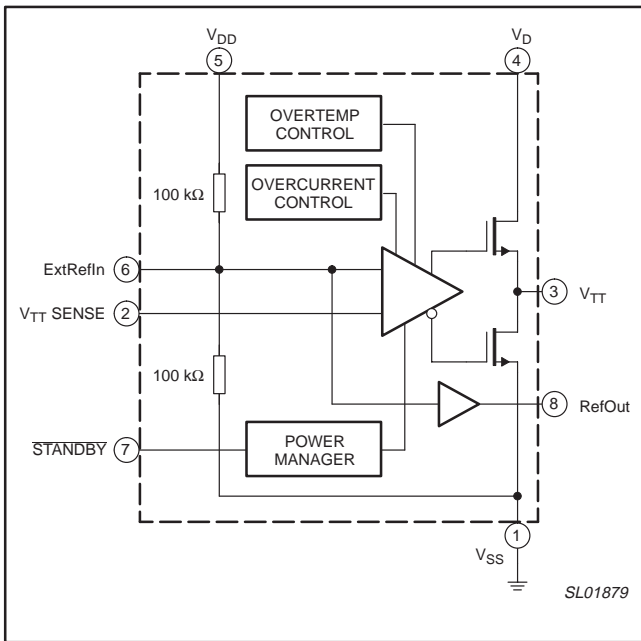 VDD
VD
5
4
OVERTEMP
CONTROL
100 kΩ
OVERCURRENT
CONTROL
ExtRefIn 6
3 VTT
VTT SENSE 2
100 kΩ
8 RefOut
STANDBY 7
POWER
MANAGER
1
VSS
SL01879